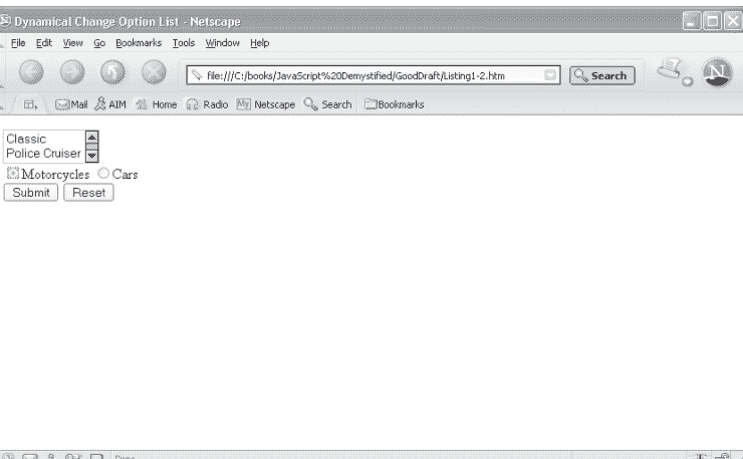 Dynamical Change Option List - Netscape
File Edit View Go Bookmarks Tools Window Help
file:///C:/books/JavaScript%20Demystified/GoodDraft/Listing1-2.htm Search N
Mail AIM Home Radio My Netscape Search Bookmarks
Classic
Police Cruiser
Motorcycles Cars
Submit Reset